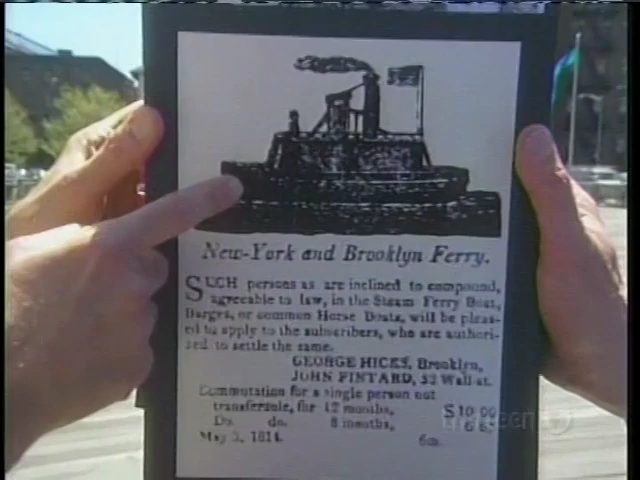 New-York and Brooklyn Ferry.
SUCH persons as are inclined to compound,
agreeable to law, in the Steam Ferry Boat,
Barges, or common Horse Boats, will be pleas-
ed to apply to the subscribers, who are authori-
zed to settle the same.
GEORGE HICKS, Brooklyn,
JOHN PINTARD, 52 Wall-st.
Commutation for a single person not
transferable, for 12 months, $10 00
Do. do. 8 months,
May 3, 1814. 6m.
thirteen